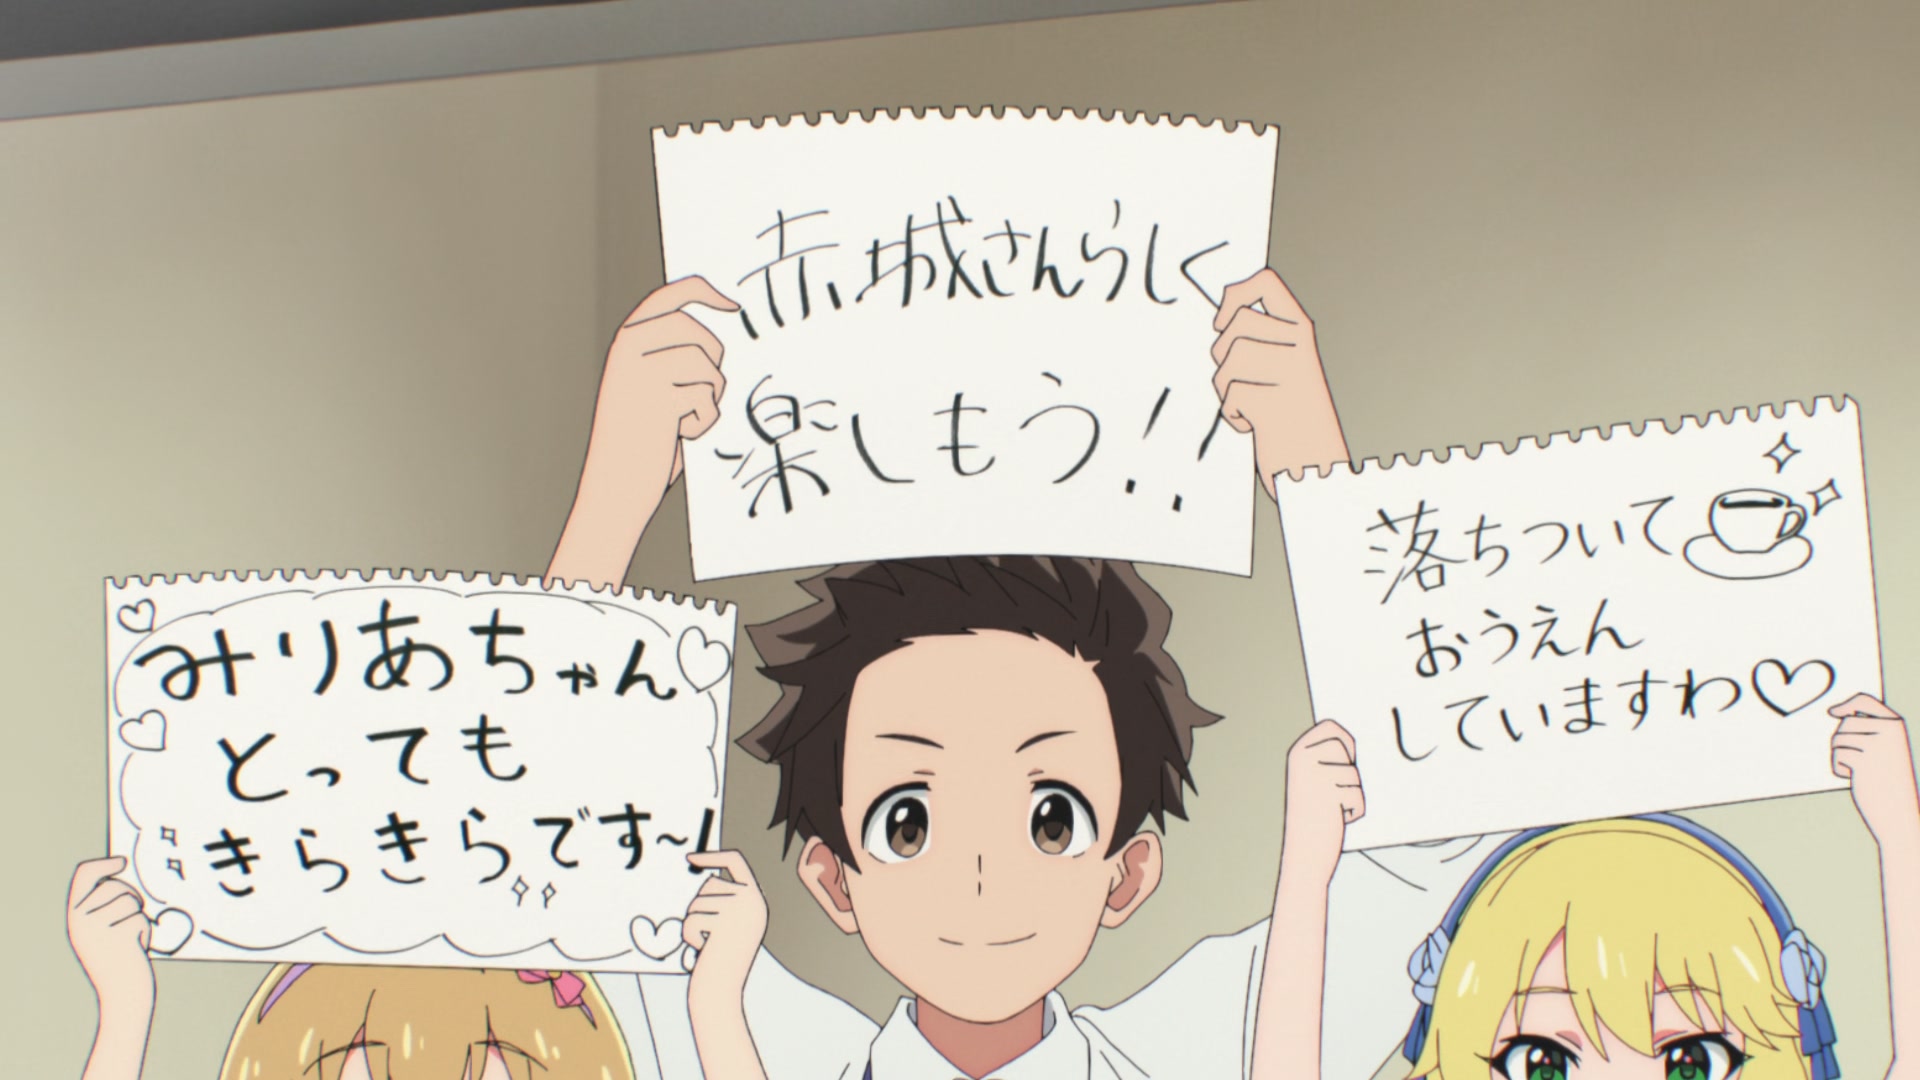 赤城さんらしく
楽しもう!!
みりあちゃん
とっても
きらきらです~!
落ちついて
おうえん
していますわ♡